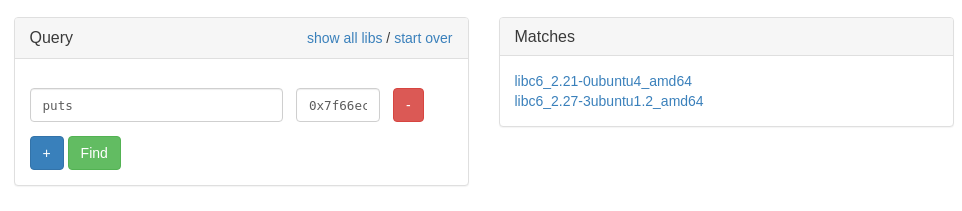 Query
show all libs / start over
puts
0x7f66ec
-
+
Find
Matches
libc6_2.21-0ubuntu4_amd64
libc6_2.27-3ubuntu1.2_amd64